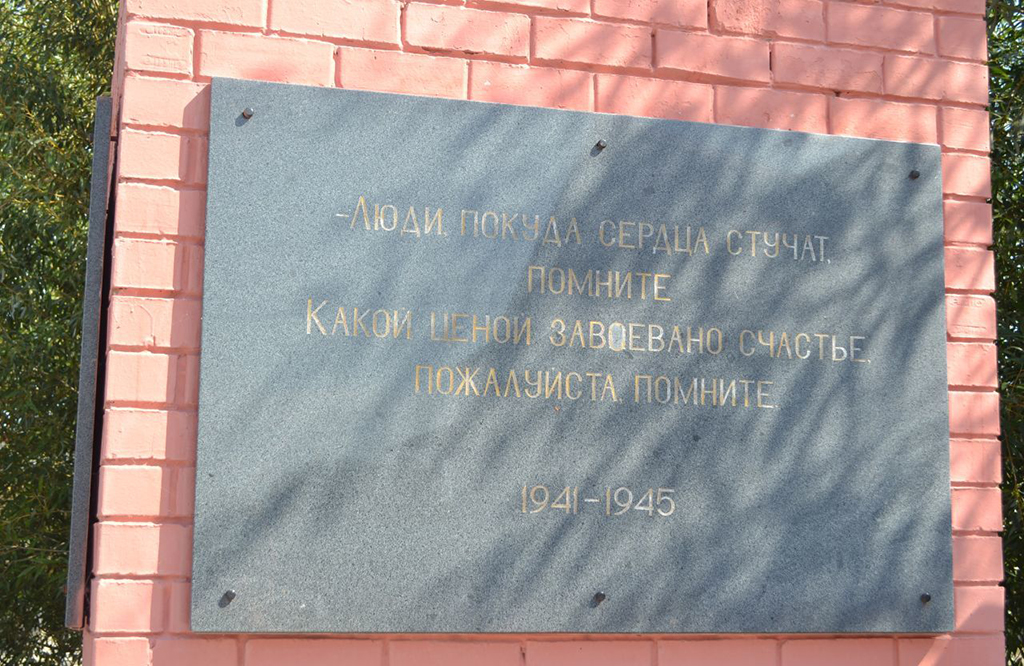 –Люди, покуда сердца стучат,
помните
Какой ценой завоевано счастье,
пожалуйста, помните.
1941–1945